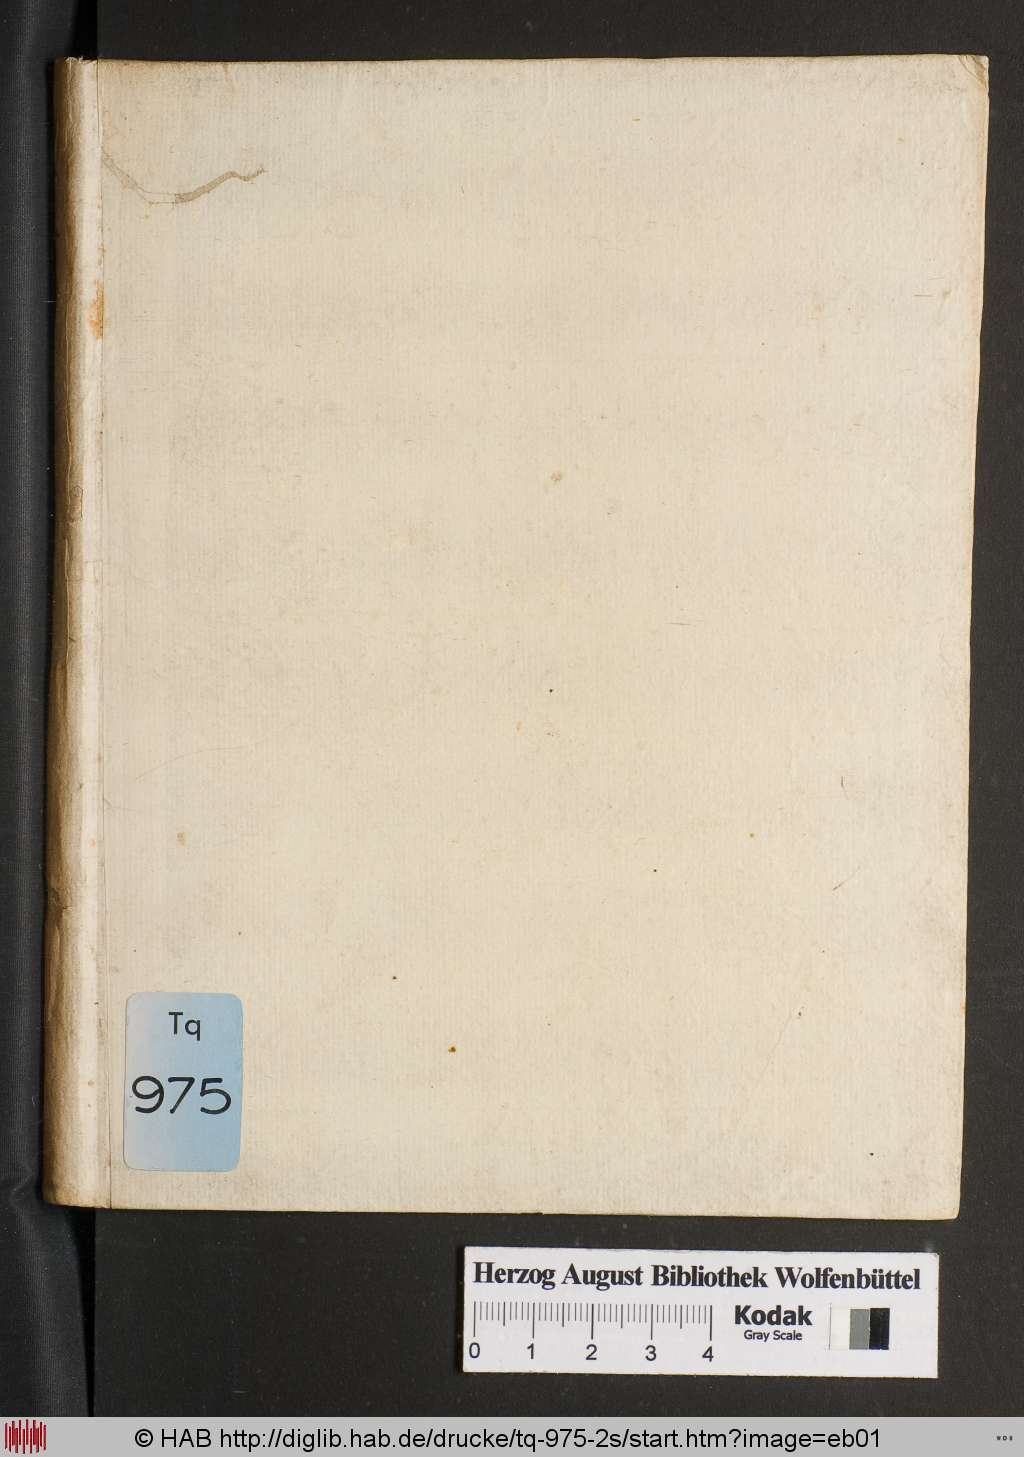 Tq
975
Herzog August Bibliothek Wolfenbüttel
Kodak
Gray Scale
0 1 2 3 4
© HAB http://diglib.hab.de/drucke/tq-975-2s/start.htm?image=eb01
WDB